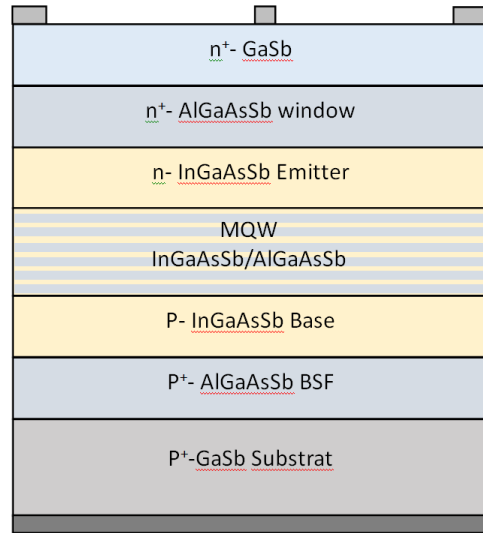 n⁺- GaSb
n⁺- AlGaAsSb window
n- InGaAsSb Emitter
MQW
InGaAsSb/AlGaAsSb
P- InGaAsSb Base
P⁺- AlGaAsSb BSF
P⁺-GaSb Substrat